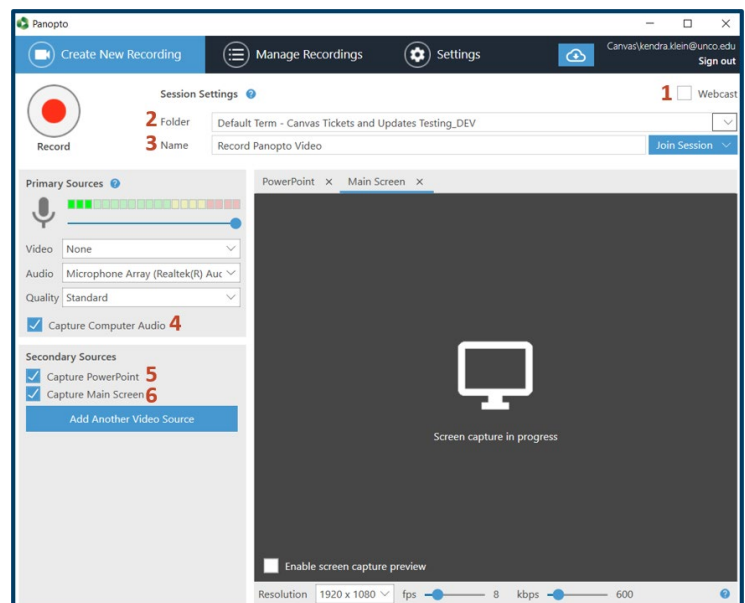 Panopto
Create New Recording
Manage Recordings
Settings
Canvas\kendra.klein@unco.edu
Sign out
Session Settings ?
1 Webcast
2 Folder Default Term - Canvas Tickets and Updates Testing_DEV
Record
3 Name Record Panopto Video Join Session
Primary Sources ?
PowerPoint X Main Screen X
Video None
Audio Microphone Array (Realtek(R) Auc
Quality Standard
Capture Computer Audio 4
Secondary Sources
Capture PowerPoint 5
Capture Main Screen 6
Add Another Video Source
Screen capture in progress
Enable screen capture preview
Resolution 1920 x 1080 fps 8 kbps 600 ?